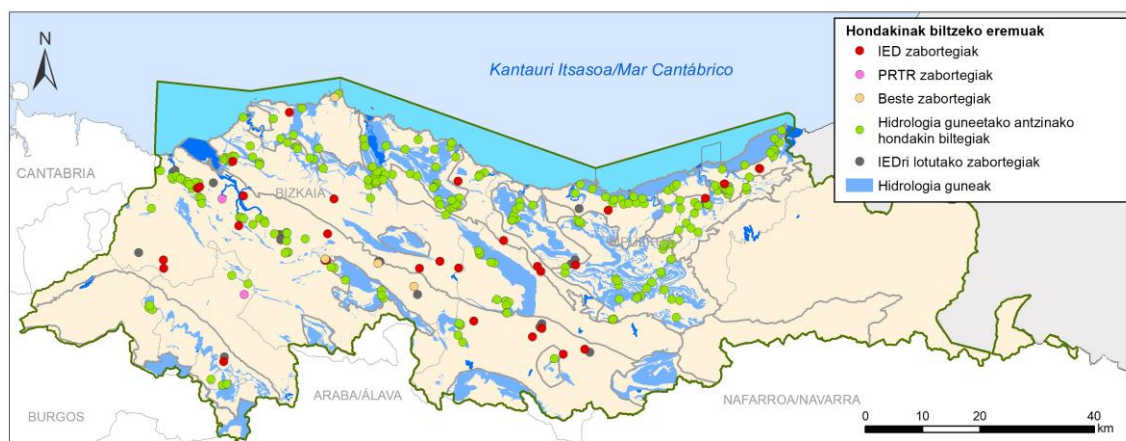 N
Kantauri Itsasoa/Mar Cantábrico
Hondakinak biltzeko eremuak
IED zabortegiak
PRTR zabortegiak
Beste zabortegiak
Hidrologia guneetako antzinako
hondakin biltegiak
IEDri lotutako zabortegiak
Hidrologia guneak
CANTABRIA
BIZKAIA
ARABA/ÁLAVA
BURGOS
NAFARROA/NAVARRA
0 10 20 40
km